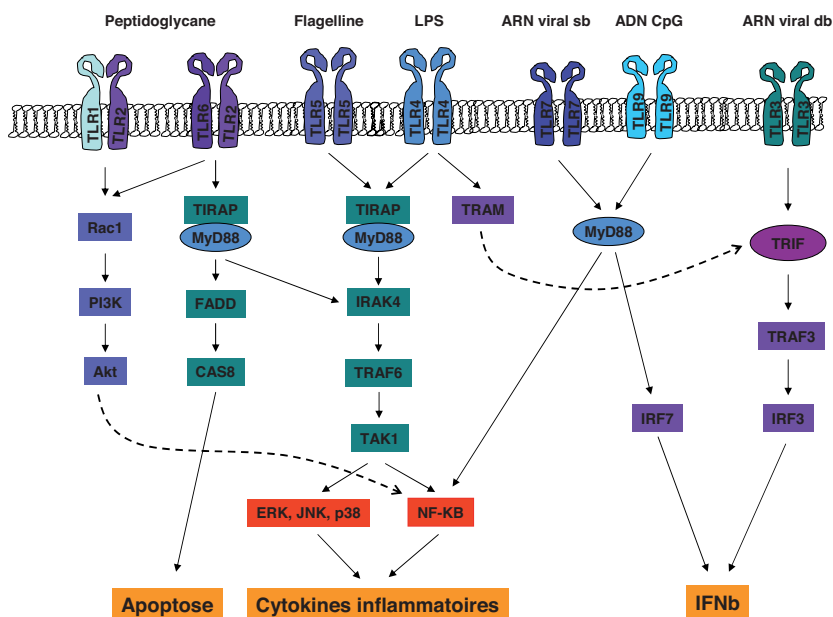 Peptidoglycane Flagelline LPS ARN viral sb ADN CpG ARN viral db
TLR1 TLR2 TLR6 TLR2 TLR5 TLR5 TLR4 TLR4 TLR7 TLR7 TLR9 TLR9 TLR3 TLR3
TIRAP TIRAP TRAM
Rac1 MyD88 MyD88 MyD88 TRIF
PI3K FADD IRAK4
TRAF3
Akt CAS8 TRAF6
IRF7 IRF3
TAK1
ERK, JNK, p38 NF-KB
Apoptose Cytokines inflammatoires IFNb